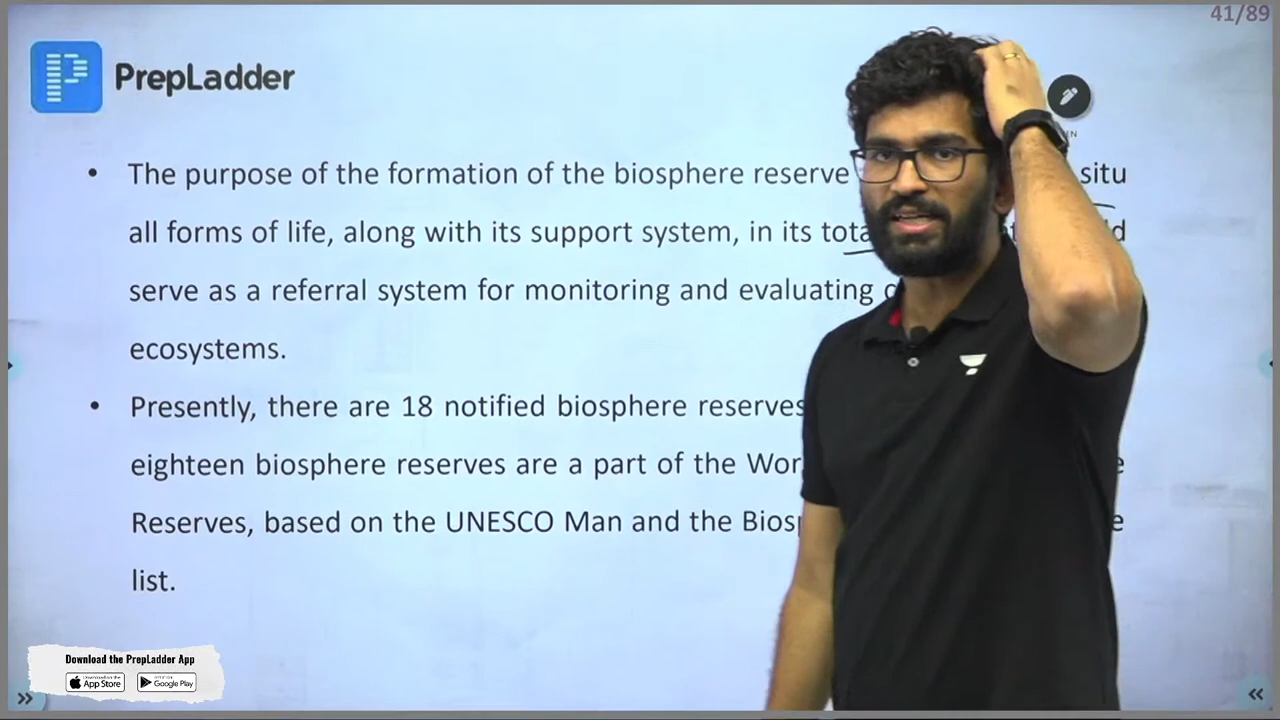 41/89
PrepLadder
• The purpose of the formation of the biosphere reserve situ
all forms of life, along with its support system, in its
serve as a referral system for monitoring and evaluating
ecosystems.
• Presently, there are 18 notified biosphere reserves
eighteen biosphere reserves are a part of the
Reserves, based on the UNESCO Man and the
list.
Download the PrepLadder App
App Store
Google Play